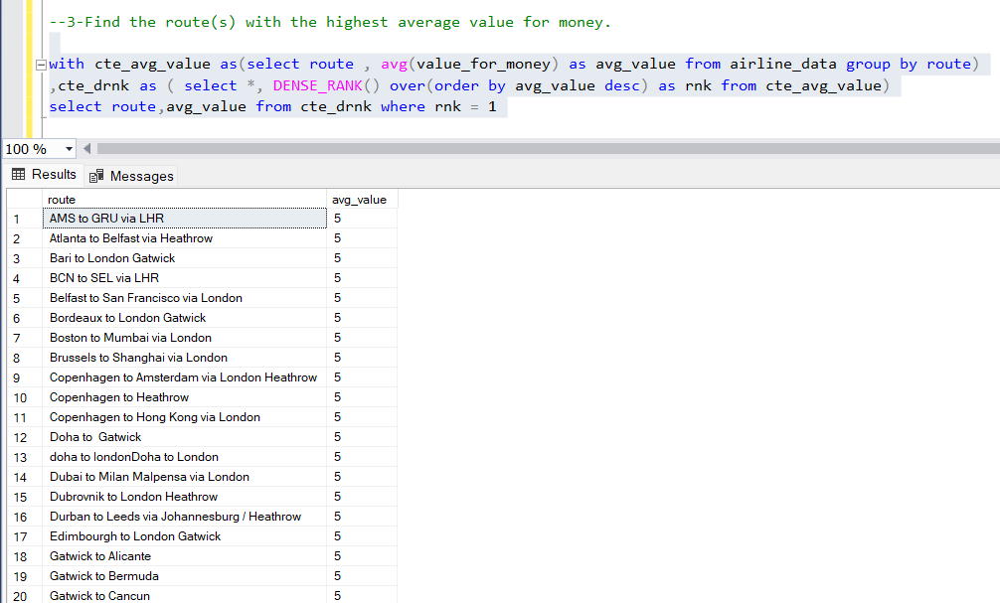 --3-Find the route(s) with the highest average value for money.
with cte_avg_value as(select route , avg(value_for_money) as avg_value from airline_data group by route)
,cte_drnk as ( select *, DENSE_RANK() over(order by avg_value desc) as rnk from cte_avg_value)
select route,avg_value from cte_drnk where rnk = 1
100 %
Results Messages
route avg_value
1 AMS to GRU via LHR 5
2 Atlanta to Belfast via Heathrow 5
3 Bari to London Gatwick 5
4 BCN to SEL via LHR 5
5 Belfast to San Francisco via London 5
6 Bordeaux to London Gatwick 5
7 Boston to Mumbai via London 5
8 Brussels to Shanghai via London 5
9 Copenhagen to Amsterdam via London Heathrow 5
10 Copenhagen to Heathrow 5
11 Copenhagen to Hong Kong via London 5
12 Doha to  Gatwick 5
13 doha to londonDoha to London 5
14 Dubai to Milan Malpensa via London 5
15 Dubrovnik to London Heathrow 5
16 Durban to Leeds via Johannesburg / Heathrow 5
17 Edimbourgh to London Gatwick 5
18 Gatwick to Alicante 5
19 Gatwick to Bermuda 5
20 Gatwick to Cancun 5